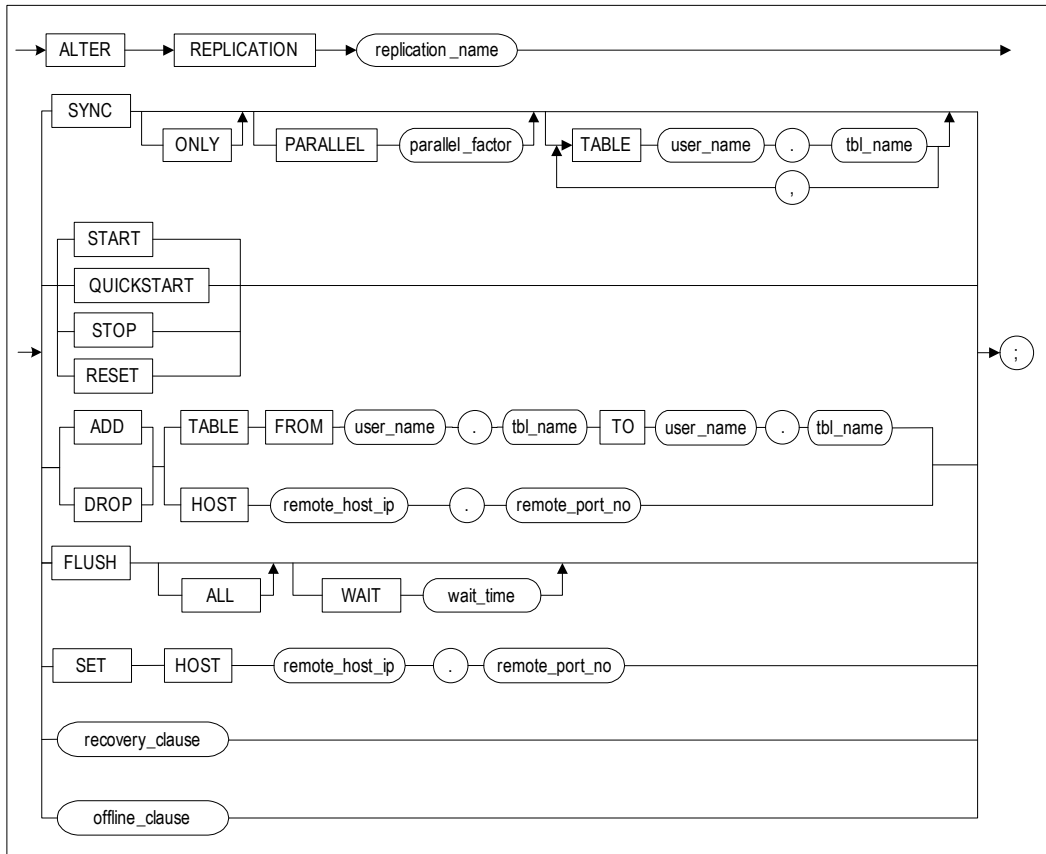 ALTER REPLICATION replication_name
SYNC
ONLY PARALLEL parallel_factor TABLE user_name . tbl_name
,
START
QUICKSTART
STOP
RESET
;
ADD TABLE FROM user_name . tbl_name TO user_name . tbl_name
DROP HOST remote_host_ip . remote_port_no
FLUSH
ALL WAIT wait_time
SET HOST remote_host_ip . remote_port_no
recovery_clause
offline_clause